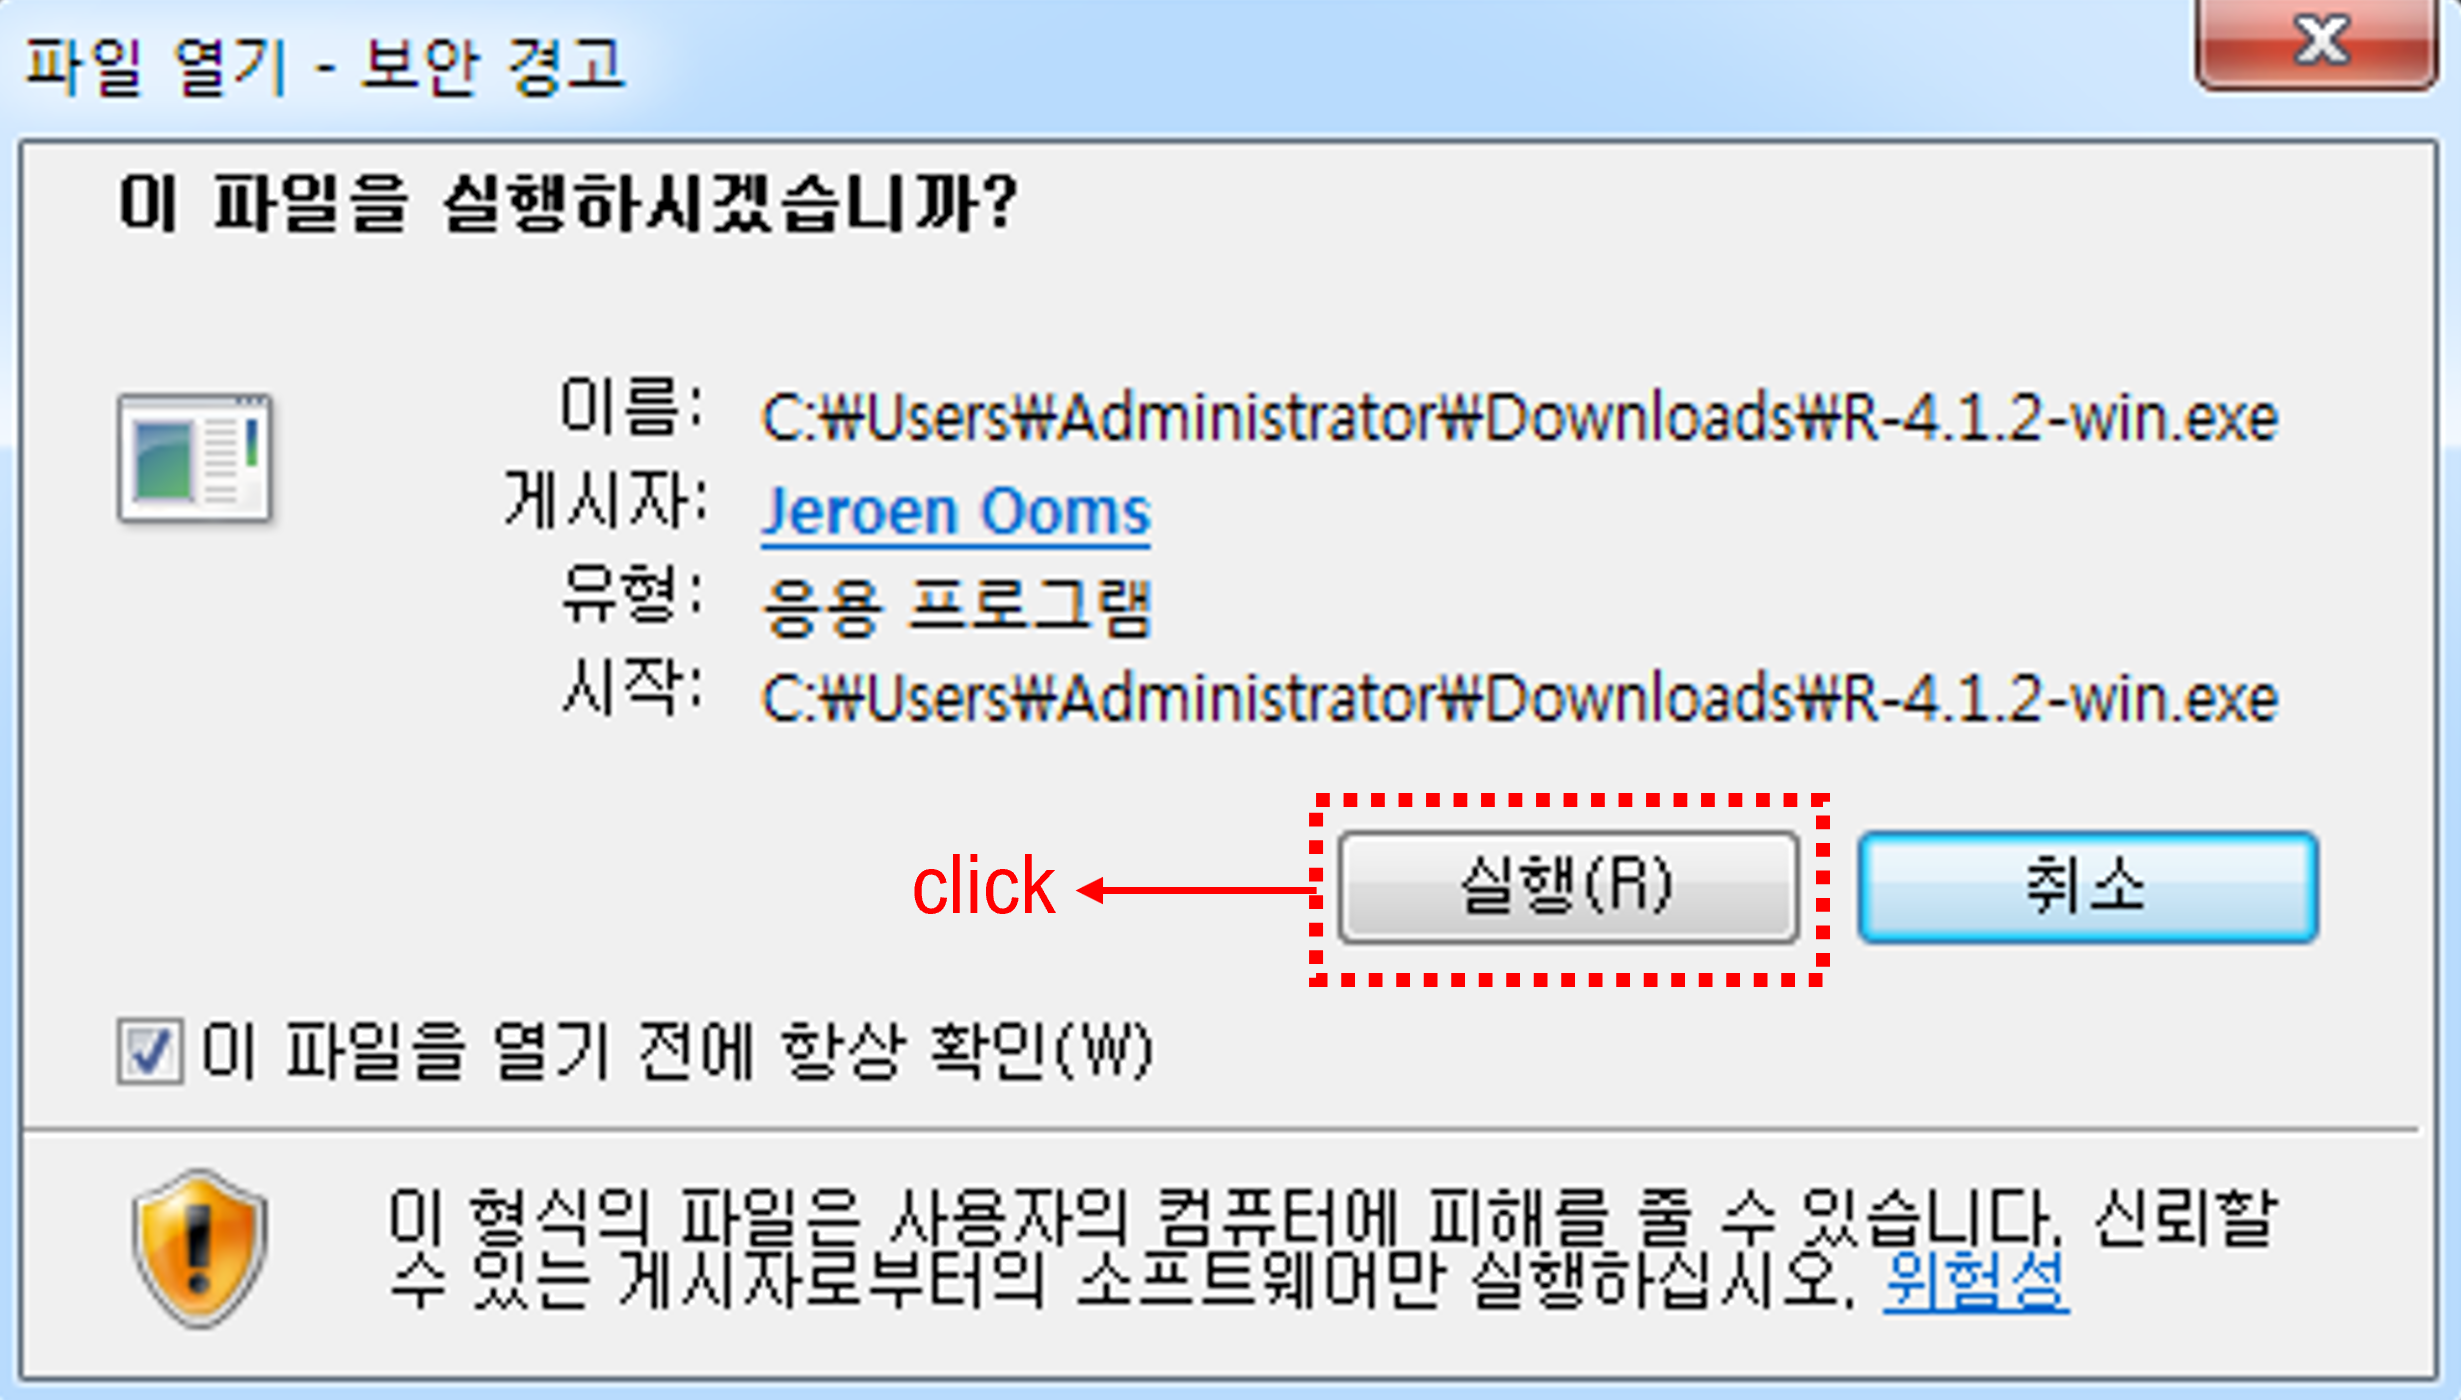 파일 열기 - 보안 경고
이 파일을 실행하시겠습니까?
이름: C:₩Users₩Administrator₩Downloads₩R-4.1.2-win.exe
게시자: Jeroen Ooms
유형: 응용 프로그램
시작: C:₩Users₩Administrator₩Downloads₩R-4.1.2-win.exe
click 실행(R) 취소
이 파일을 열기 전에 항상 확인(W)
이 형식의 파일은 사용자의 컴퓨터에 피해를 줄 수 있습니다. 신뢰할
수 있는 게시자로부터의 소프트웨어만 실행하십시오. 위험성